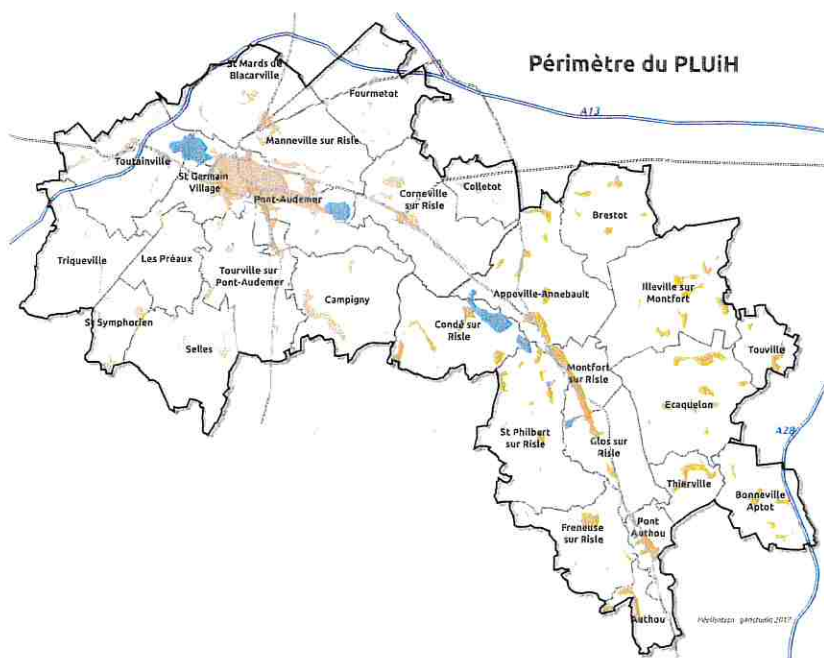 Périmètre du PLUiH
A13
St Mards de
Blacarville
Fourmetot
Manneville sur Risle
Toutainville
St Germain
Village
Pont-Audemer
Corneville
sur Risle
Colletot
Brestot
Triqueville
Les Préaux
Tourville sur
Pont-Audemer
Campigny
Appeville-Annebault
Illeville sur
Montfort
St Symphorien
Selles
Condé sur
Risle
Montfort
sur Risle
Touville
Ecaquelon
A28
St Philbert
sur Risle
Glos sur
Risle
Thierville
Bonneville
Aptot
Freneuse
sur Risle
Pont
Authou
Authou
2017